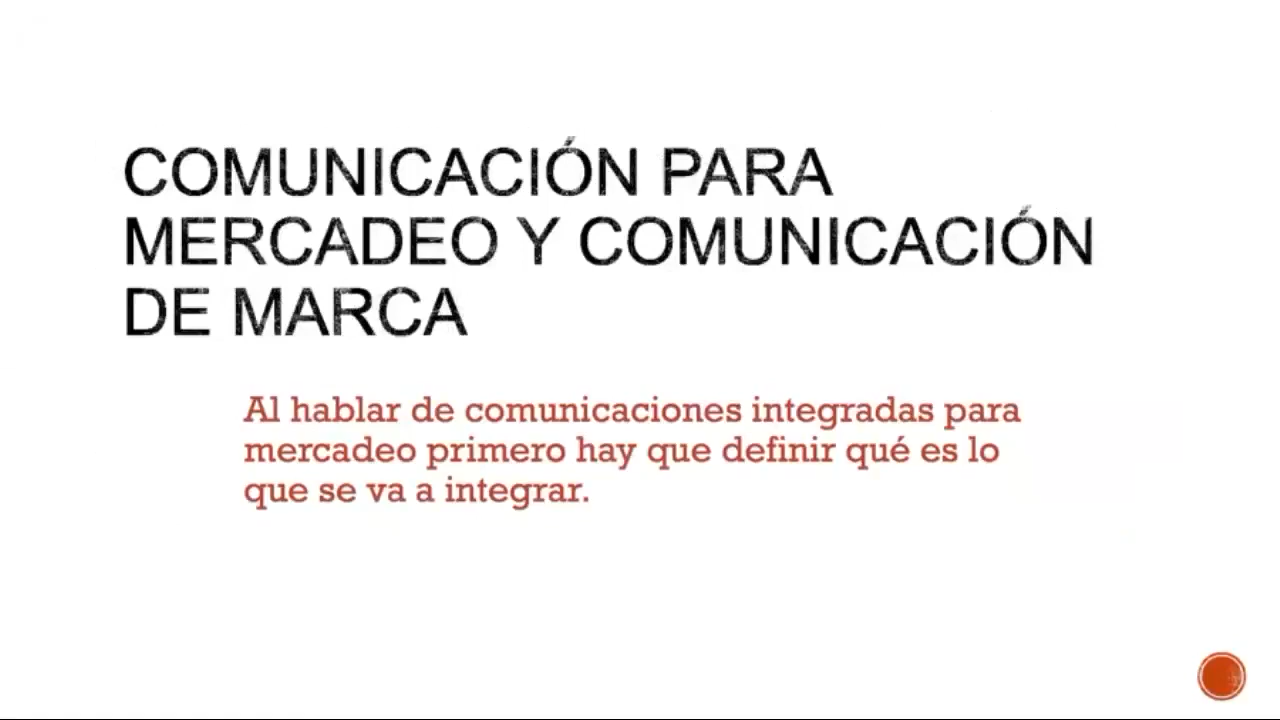 COMUNICACIÓN PARA
MERCADEO Y COMUNICACIÓN
DE MARCA
Al hablar de comunicaciones integradas para
mercadeo primero hay que definir qué es lo
que se va a integrar.